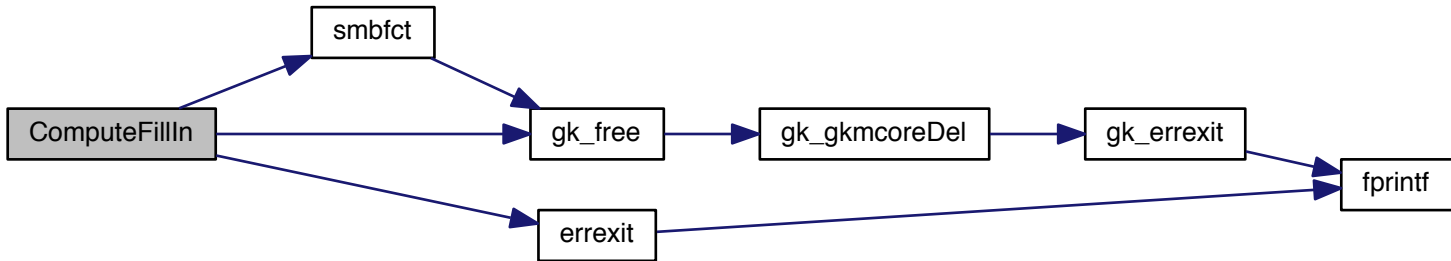 smbfct
ComputeFillIn
gk_free
gk_gkmcoreDel
gk_errexit
fprintf
errexit